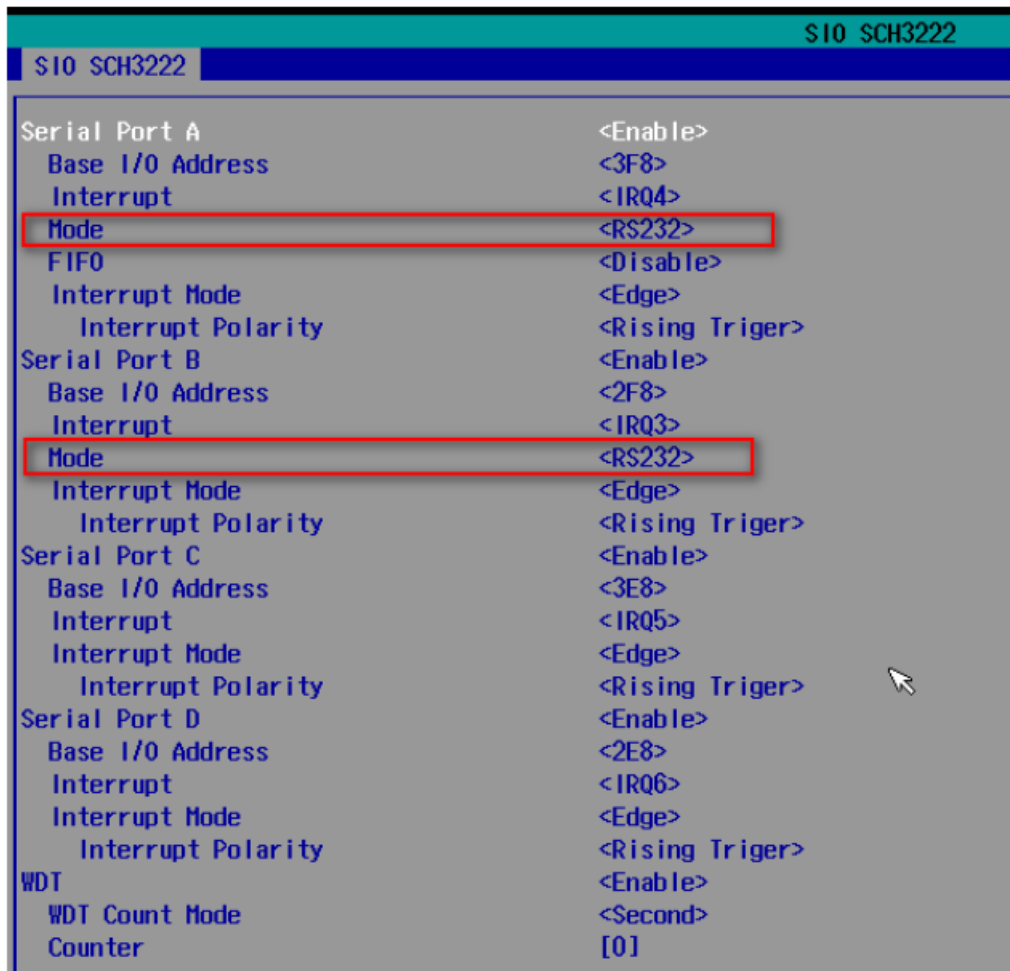 SIO SCH3222
SIO SCH3222
Serial Port A <Enable>
Base I/O Address <3F8>
Interrupt <IRQ4>
Mode <RS232>
FIFO <Disable>
Interrupt Mode <Edge>
Interrupt Polarity <Rising Triger>
Serial Port B <Enable>
Base I/O Address <2F8>
Interrupt <IRQ3>
Mode <RS232>
Interrupt Mode <Edge>
Interrupt Polarity <Rising Triger>
Serial Port C <Enable>
Base I/O Address <3E8>
Interrupt <IRQ5>
Interrupt Mode <Edge>
Interrupt Polarity <Rising Triger>
Serial Port D <Enable>
Base I/O Address <2E8>
Interrupt <IRQ6>
Interrupt Mode <Edge>
Interrupt Polarity <Rising Triger>
WDT <Enable>
WDT Count Mode <Second>
Counter [0]